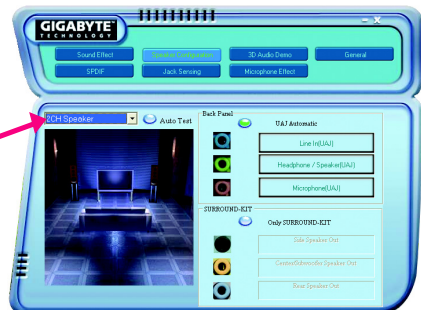 GIGABYTE™
TECHNOLOGY
Sound Effect
Speaker Configuration
3D Audio Demo
General
SPDIF
Jack Sensing
Microphone Effect
2CH Speaker
Auto Test
Back Panel
UAJ Automatic
Line In(UAJ)
Headphone / Speaker(UAJ)
Microphone(UAJ)
SURROUND-KIT
Only SURROUND-KIT
Side Speaker Out
Center/Subwoofer Speaker Out
Rear Speaker Out